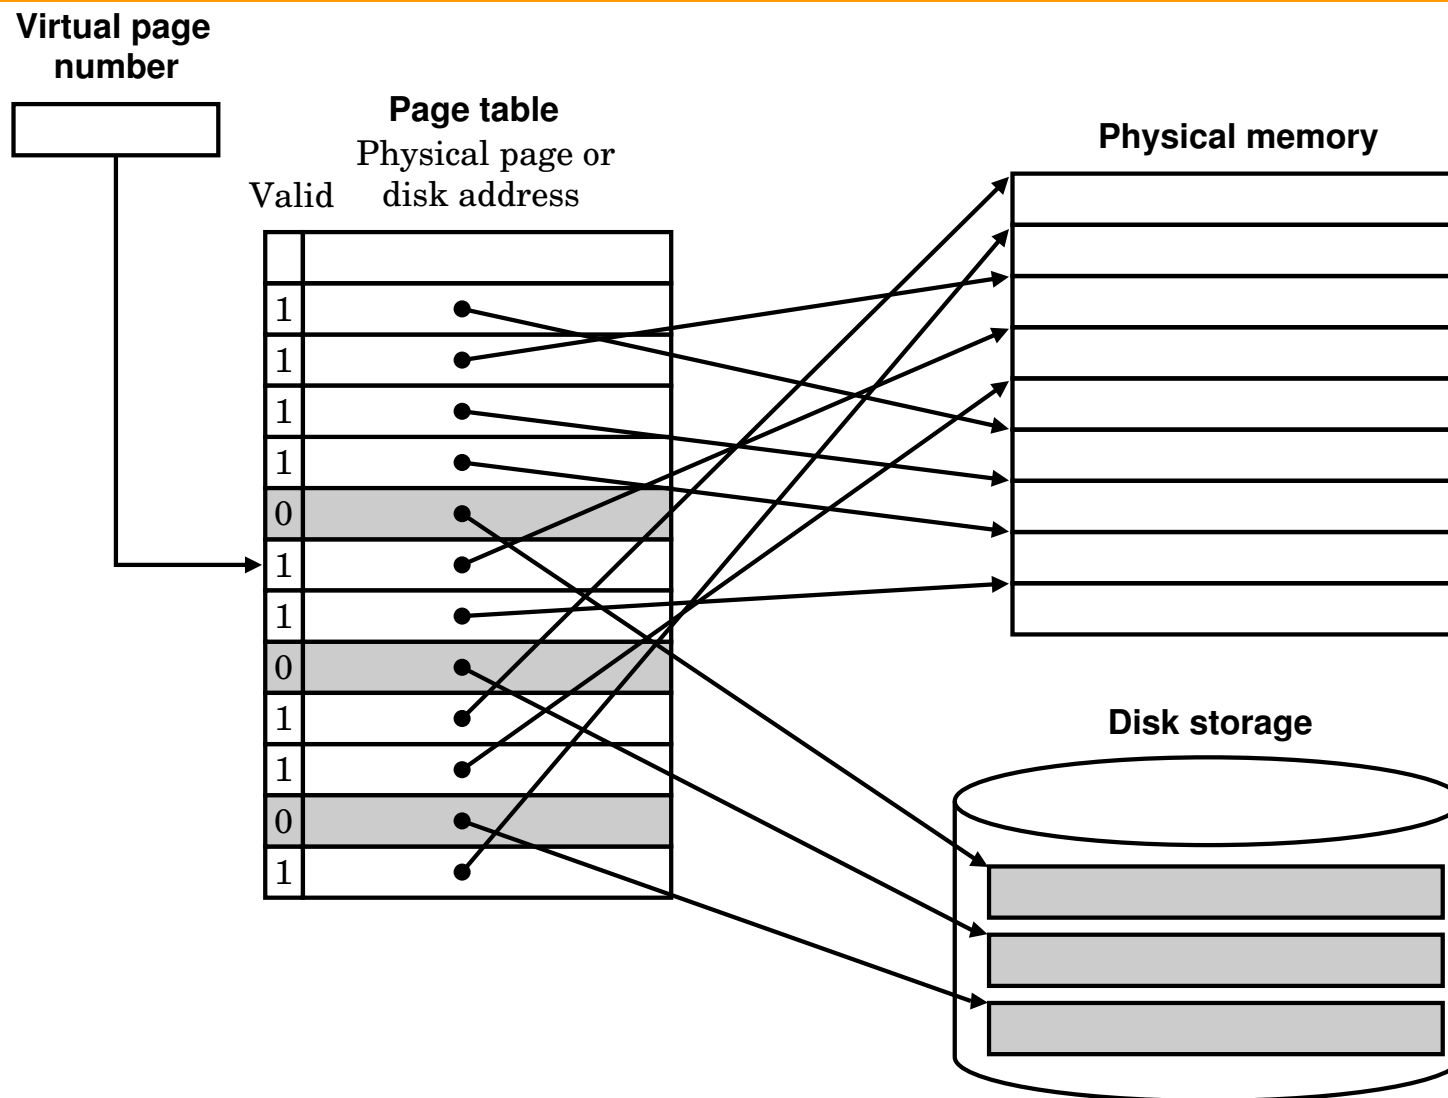 Virtual page
number
Page table
Physical page or
disk address
Valid
Physical memory
1
1
1
1
0
1
1
0
1
1
0
1
Disk storage